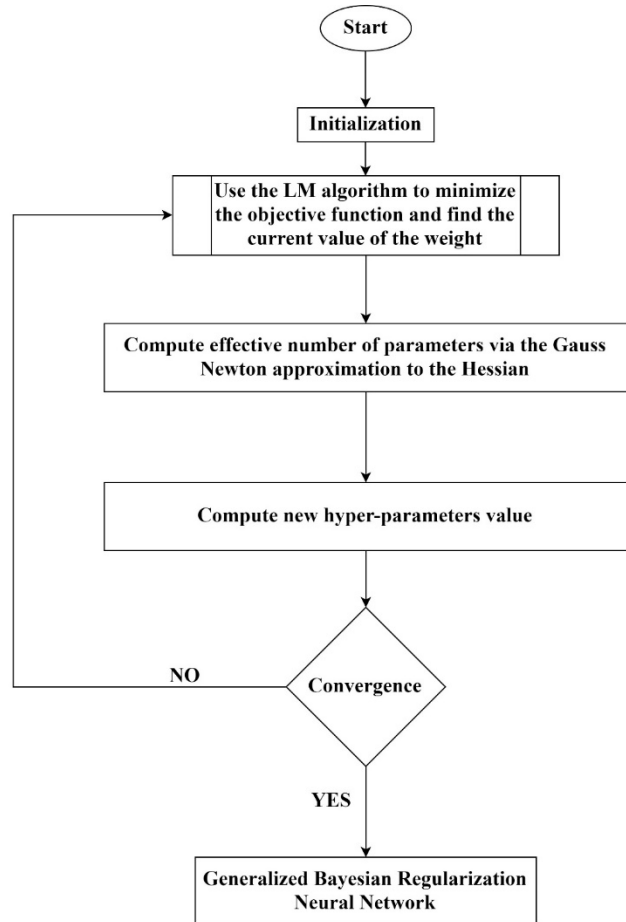 Start
Initialization
Use the LM algorithm to minimize
the objective function and find the
current value of the weight
Compute effective number of parameters via the Gauss
Newton approximation to the Hessian
Compute new hyper-parameters value
Convergence
NO
YES
Generalized Bayesian Regularization
Neural Network